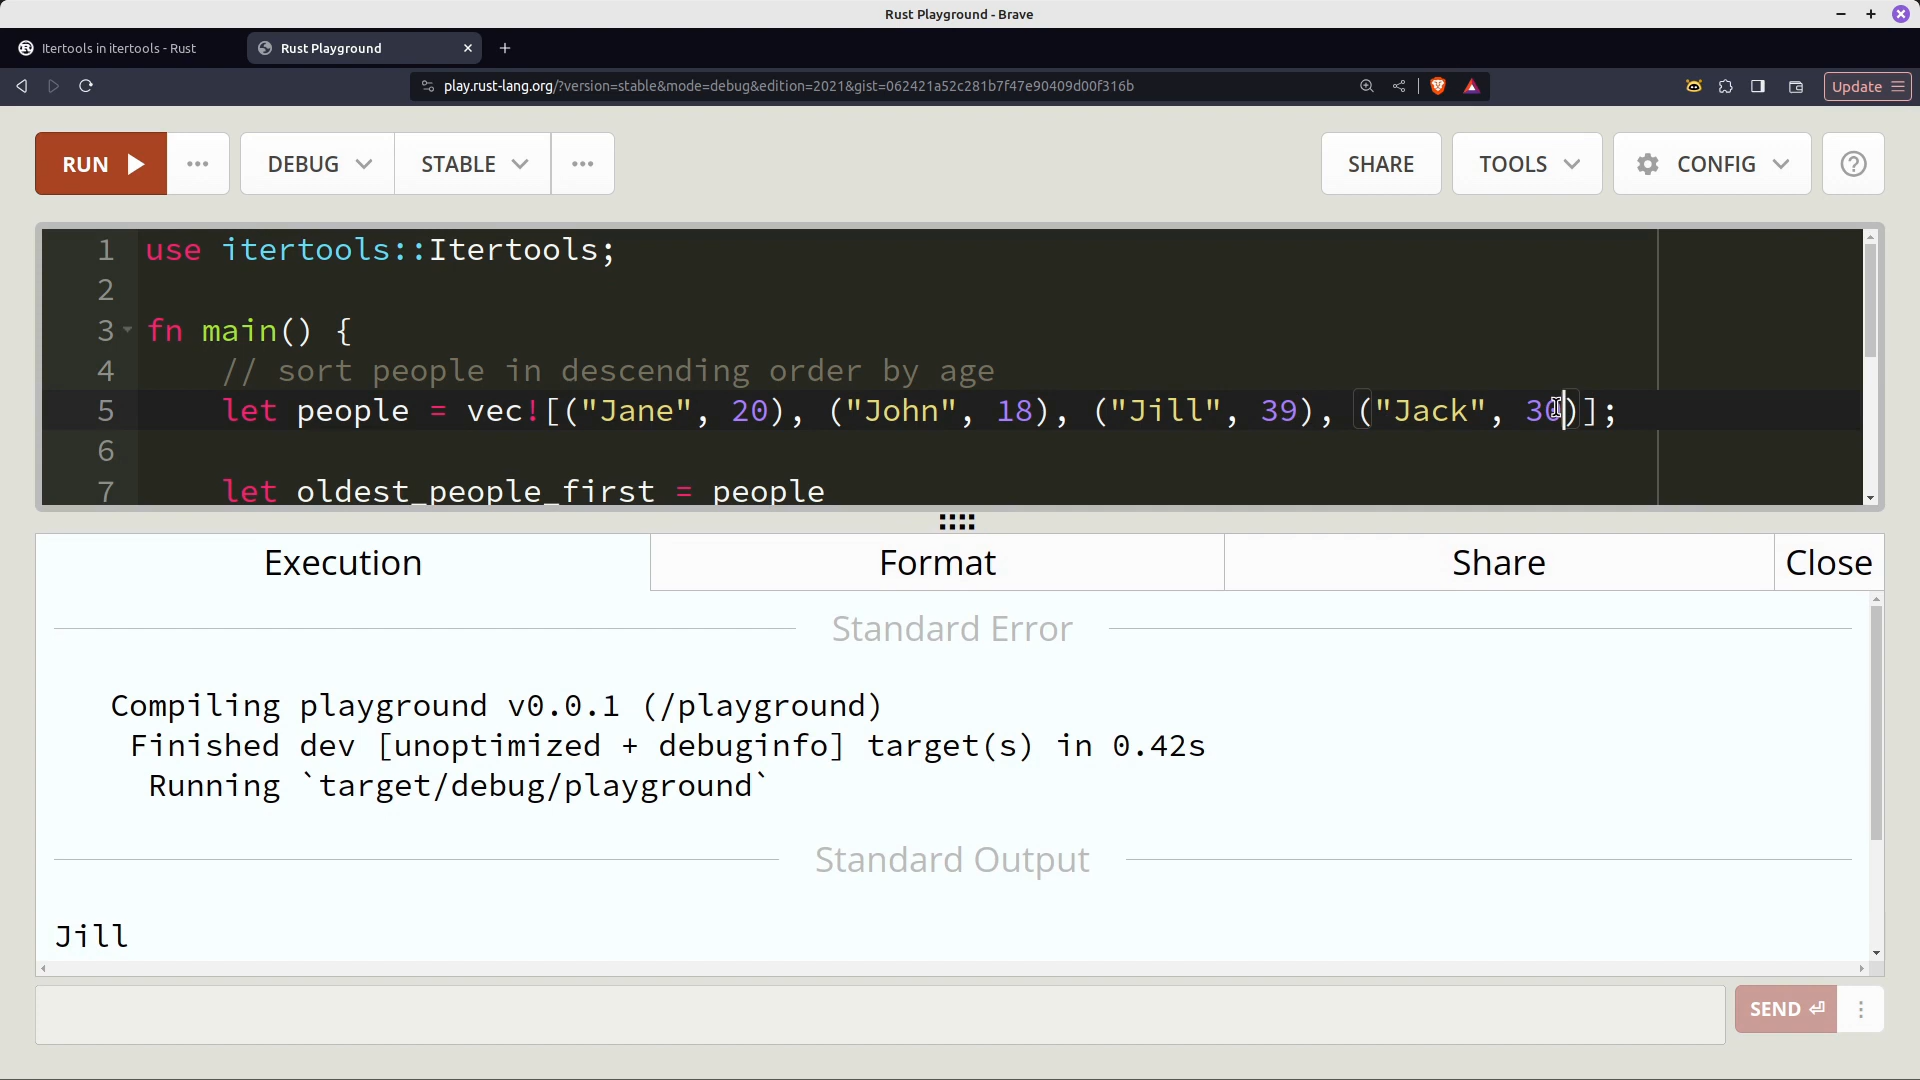 Rust Playground - Brave
Itertools in itertools - Rust
Rust Playground
play.rust-lang.org/?version=stable&mode=debug&edition=2021&gist=062421a52c281b7f47e90409d00f316b
Update
RUN
DEBUG
STABLE
SHARE
TOOLS
CONFIG
1 use itertools::Itertools;
2
3 fn main() {
4 // sort people in descending order by age
5 let people = vec![("Jane", 20), ("John", 18), ("Jill", 39), ("Jack", 30)];
6
7 let oldest_people_first = people
Execution
Format
Share
Close
Standard Error
Compiling playground v0.0.1 (/playground)
Finished dev [unoptimized + debuginfo] target(s) in 0.42s
Running `target/debug/playground`
Standard Output
Jill
SEND